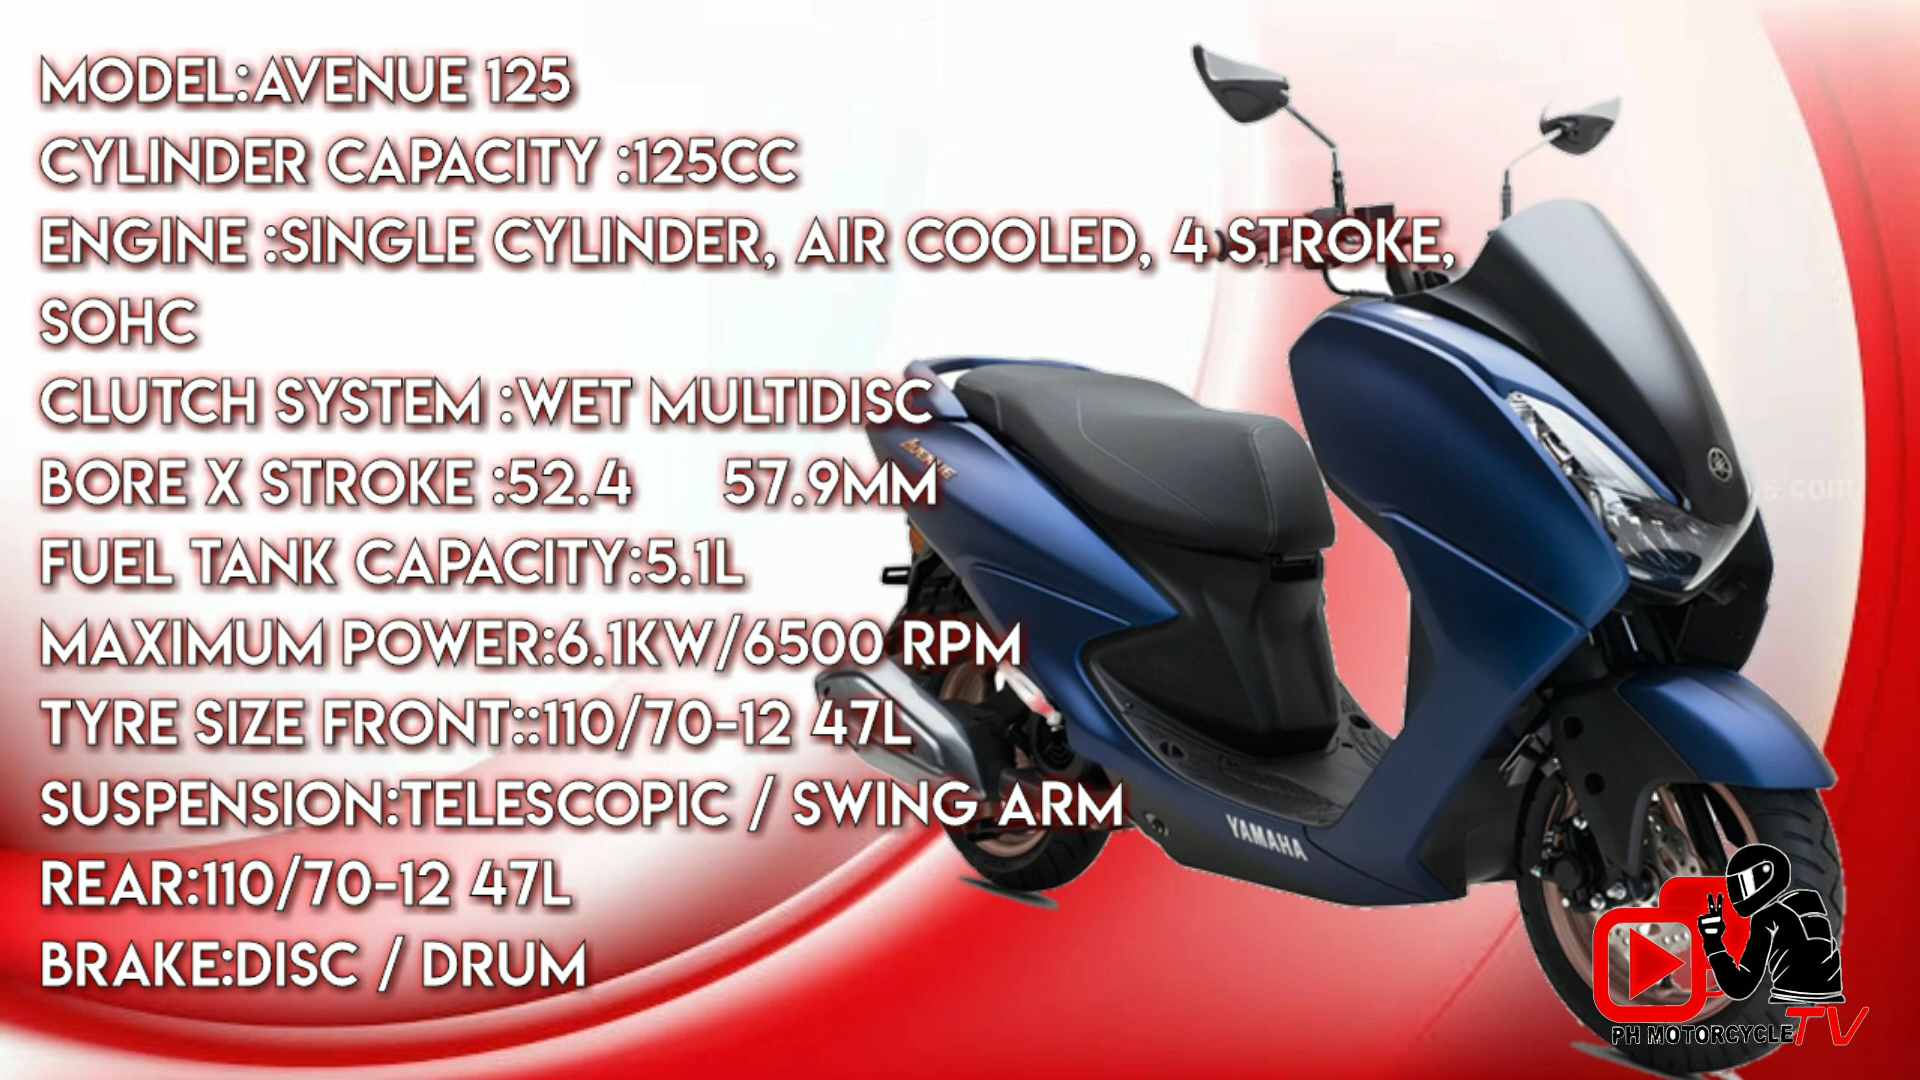 MODEL:AVENUE 125
CYLINDER CAPACITY :125CC
ENGINE :SINGLE CYLINDER, AIR COOLED, 4 STROKE,
SOHC
CLUTCH SYSTEM :WET MULTIDISC
BORE X STROKE :52.4 57.9MM
FUEL TANK CAPACITY:5.1L
MAXIMUM POWER:6.1KW/6500 RPM
TYRE SIZE FRONT::110/70-12 47L
SUSPENSION:TELESCOPIC / SWING ARM
REAR:110/70-12 47L
BRAKE:DISC / DRUM
AVENUE
YAMAHA
PH MOTORCYCLE TV